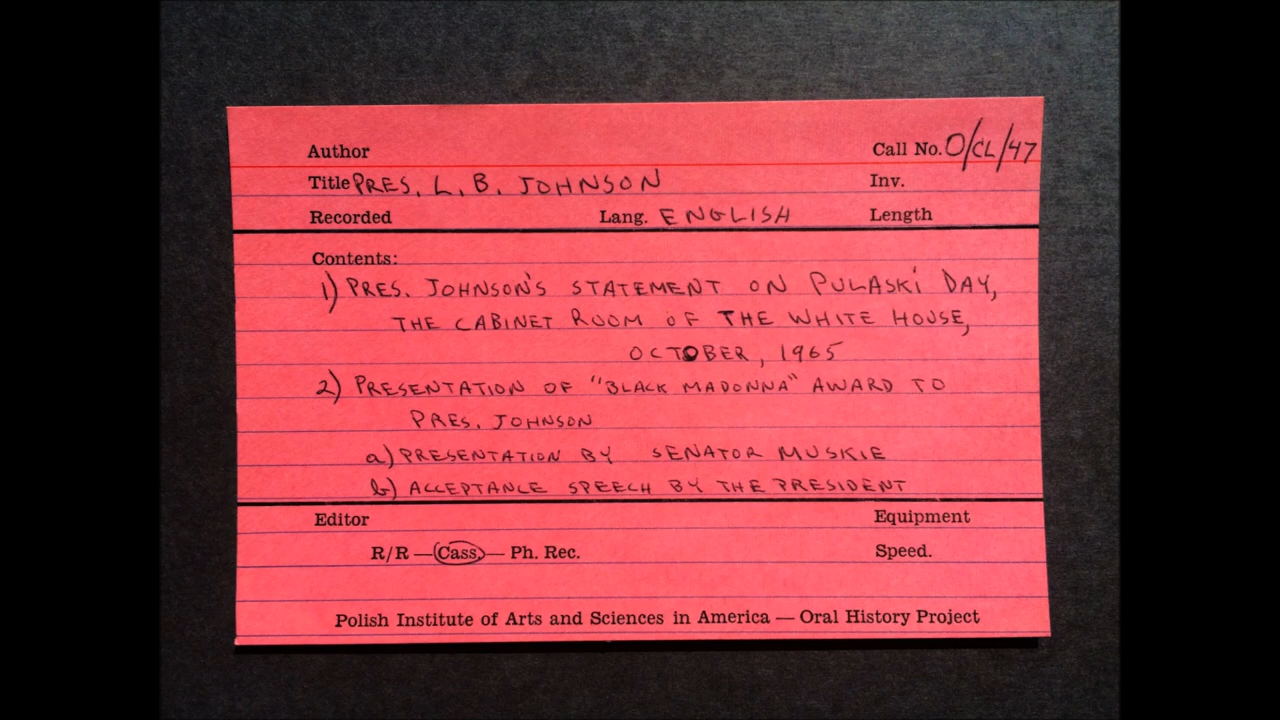 Author Call No. O/CL/47
Title PRES. L. B. JOHNSON Inv.
Recorded Lang. ENGLISH Length
Contents:
1) PRES. JOHNSON'S STATEMENT ON PULASKI DAY,
THE CABINET ROOM OF THE WHITE HOUSE,
OCTOBER, 1965
2) PRESENTATION OF "BLACK MADONNA" AWARD TO
PRES. JOHNSON
a) PRESENTATION BY SENATOR MUSKIE
b) ACCEPTANCE SPEECH BY THE PRESIDENT
Editor Equipment
R/R — Cass. — Ph. Rec. Speed.
Polish Institute of Arts and Sciences in America — Oral History Project